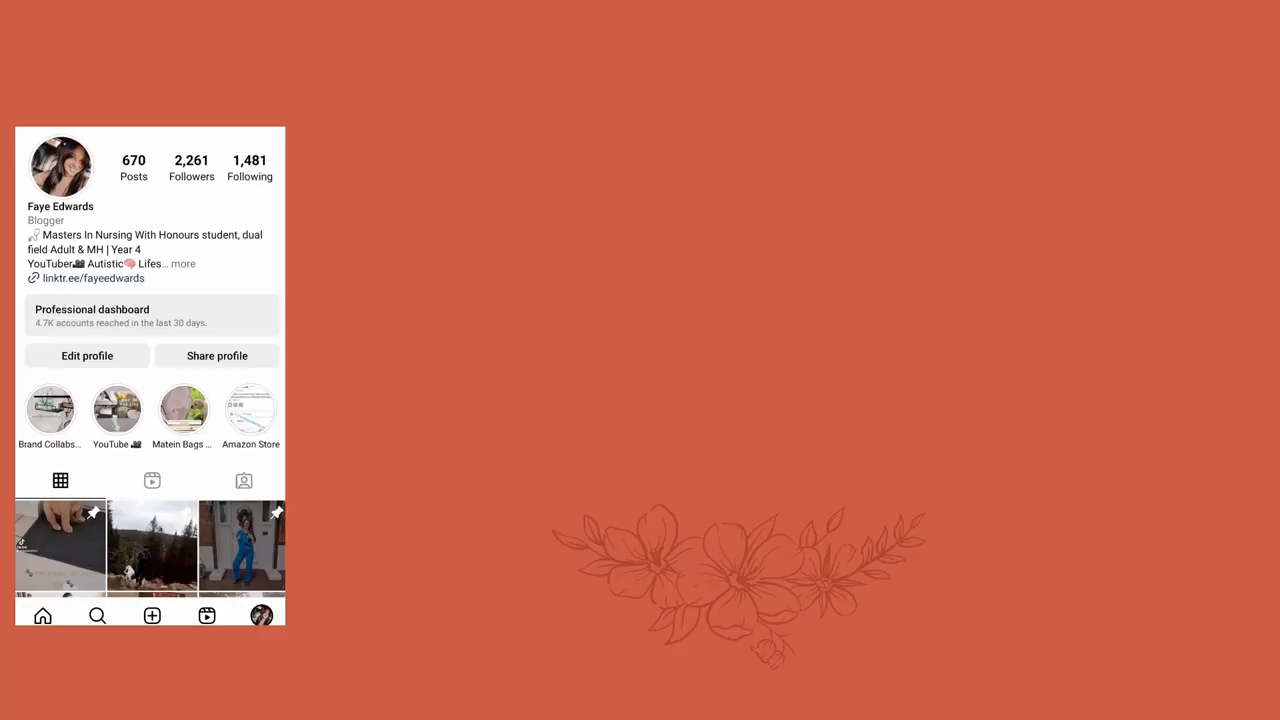 670
2,261
1,481
Posts
Followers
Following
Faye Edwards
Blogger
Masters In Nursing With Honours student, dual
field Adult & MH | Year 4
YouTuber🎥 Autistic🧠 Lifes... more
linktr.ee/fayeedwards
Professional dashboard
4.7K accounts reached in the last 30 days.
Edit profile
Share profile
Brand Collabs...
YouTube 🎥
Matein Bags ...
Amazon Store